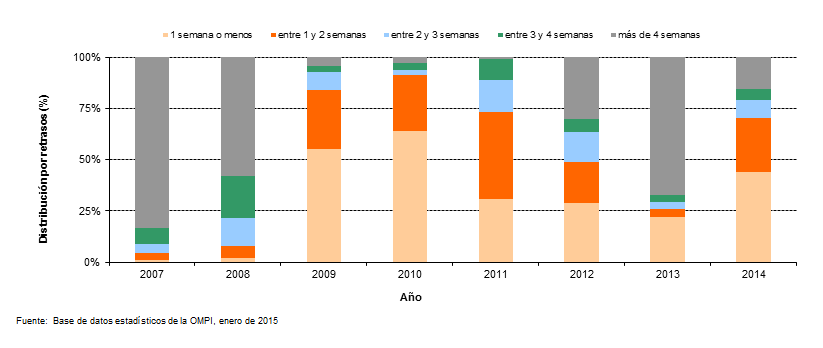 1 semana o menos entre 1 y 2 semanas entre 2 y 3 semanas entre 3 y 4 semanas más de 4 semanas
Distribución por retrasos (%)
100%
75%
50%
25%
0%
2007 2008 2009 2010 2011 2012 2013 2014
Año
Fuente: Base de datos estadísticos de la OMPI, enero de 2015